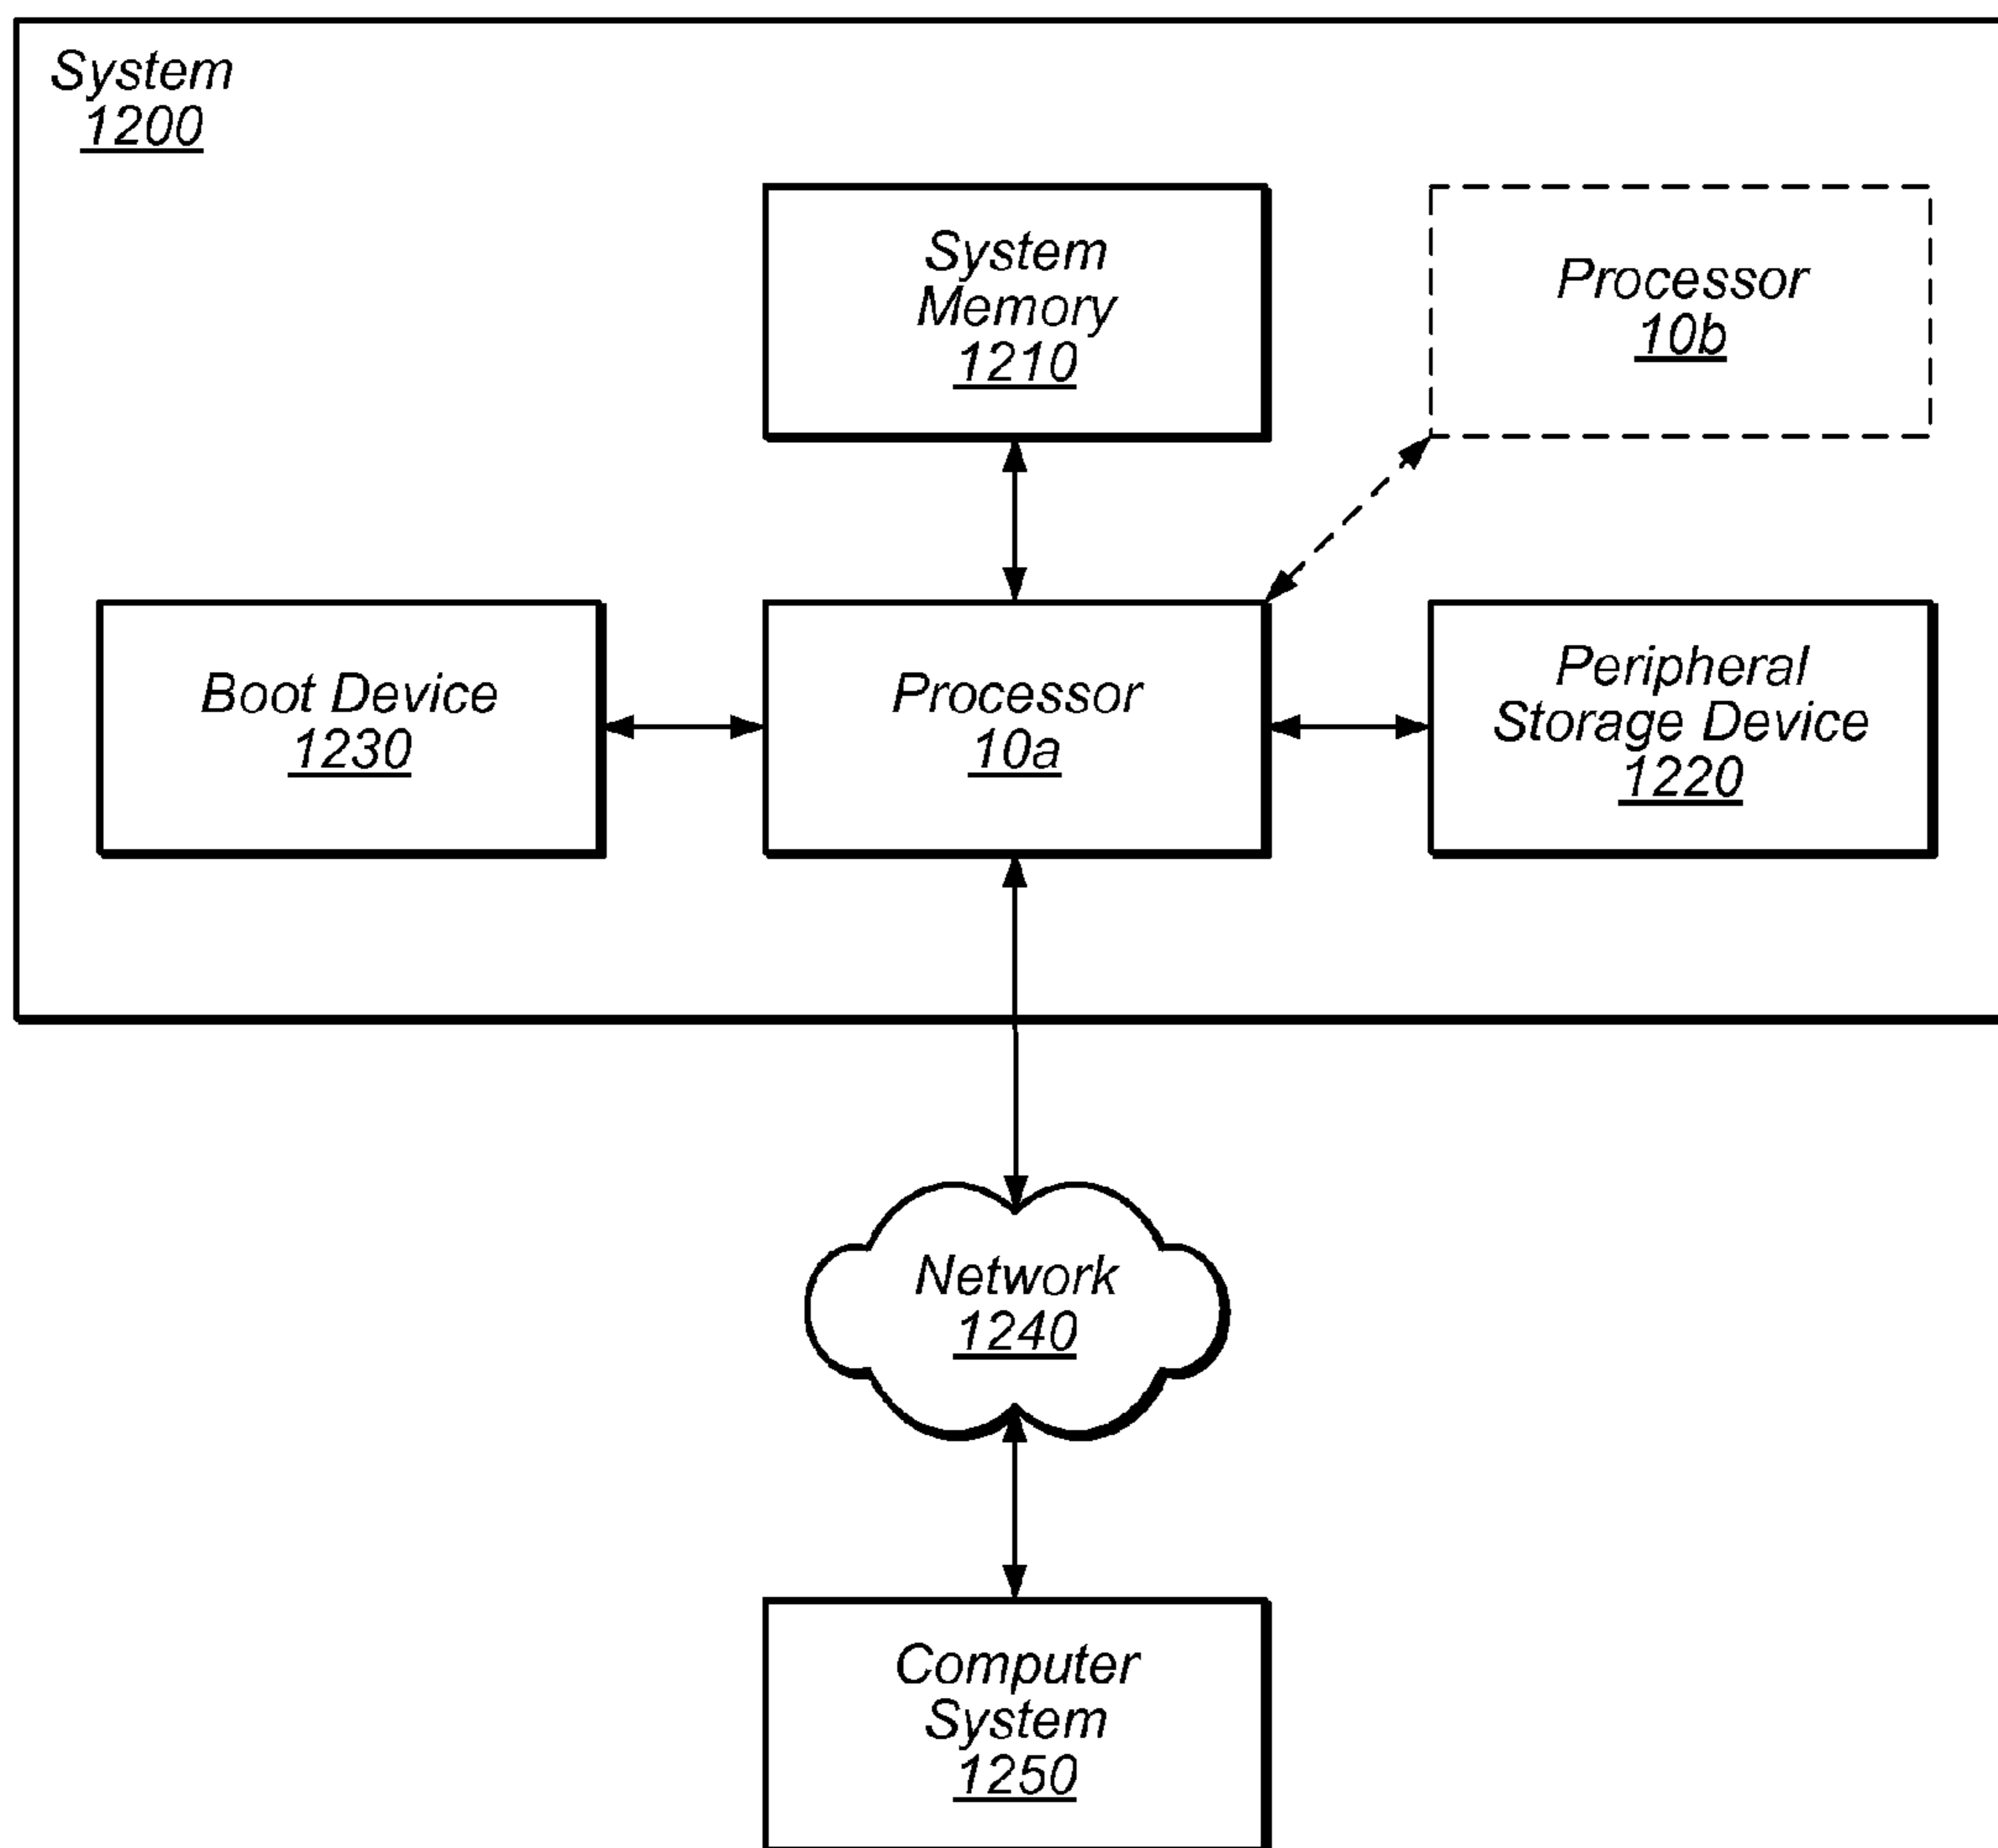 System
1200
System
Memory
1210
Processor
10b
Boot Device
1230
Processor
10a
Peripheral
Storage Device
1220
Network
1240
Computer
System
1250